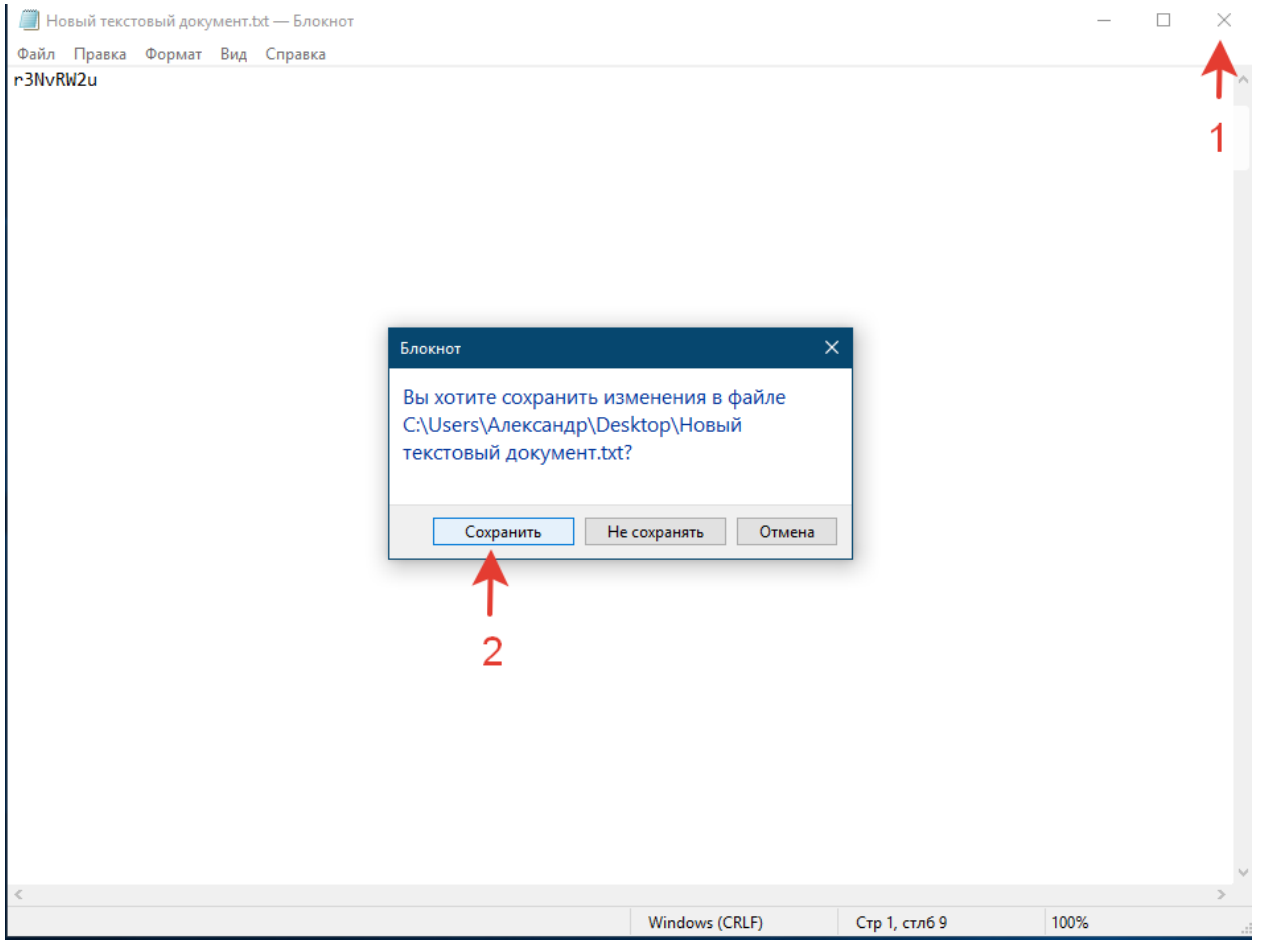 Новый текстовый документ.txt — Блокнот
Файл Правка Формат Вид Справка
r3NvRW2u
1
Блокнот
Вы хотите сохранить изменения в файле
C:\Users\Александр\Desktop\Новый
текстовый документ.txt?
Сохранить Не сохранять Отмена
2
Windows (CRLF) Стр 1, стлб 9 100%